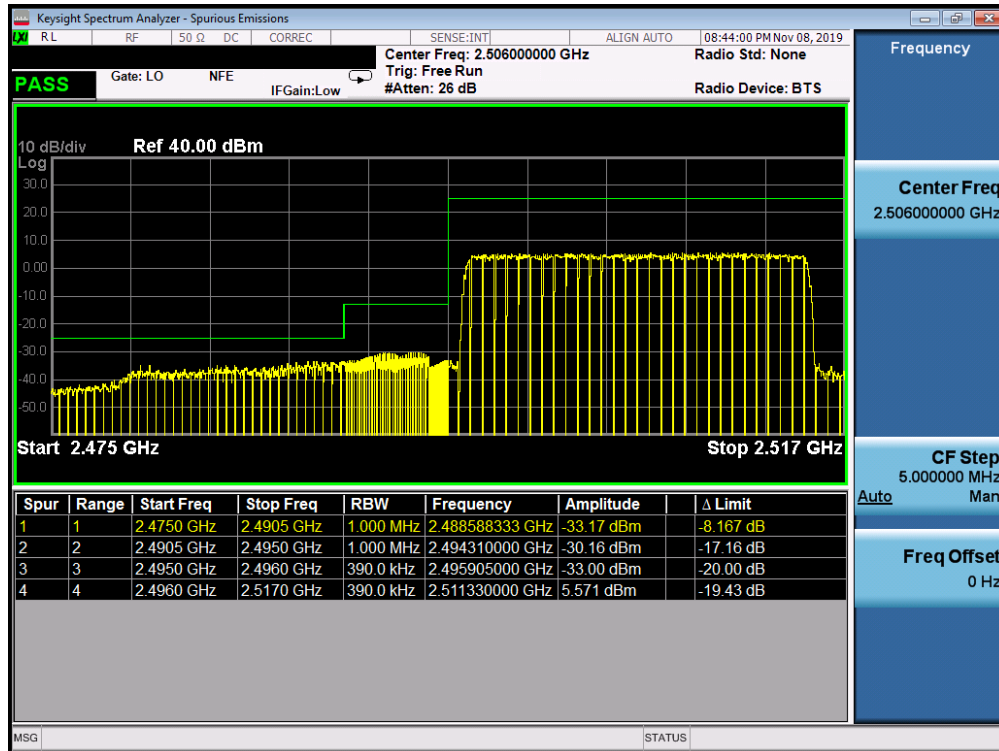 Keysight Spectrum Analyzer - Spurious Emissions
LXI RL RF 50 Ω DC CORREC SENSE:INT ALIGN AUTO 08:44:00 PM Nov 08, 2019
Center Freq: 2.506000000 GHz Radio Std: None
Gate: LO NFE Trig: Free Run
PASS IFGain:Low #Atten: 26 dB Radio Device: BTS
10 dB/div Ref 40.00 dBm
Log
30.0
20.0
10.0
0.00
-10.0
-20.0
-30.0
-40.0
-50.0
Start 2.475 GHz Stop 2.517 GHz
Spur Range Start Freq Stop Freq RBW Frequency Amplitude Δ Limit
1 1 2.4750 GHz 2.4905 GHz 1.000 MHz 2.488588333 GHz -33.17 dBm -8.167 dB
2 2 2.4905 GHz 2.4950 GHz 1.000 MHz 2.494310000 GHz -30.16 dBm -17.16 dB
3 3 2.4950 GHz 2.4960 GHz 390.0 kHz 2.495905000 GHz -33.00 dBm -20.00 dB
4 4 2.4960 GHz 2.5170 GHz 390.0 kHz 2.511330000 GHz 5.571 dBm -19.43 dB
MSG STATUS
Frequency
Center Freq
2.506000000 GHz
CF Step
5.000000 MHz
Auto Man
Freq Offset
0 Hz